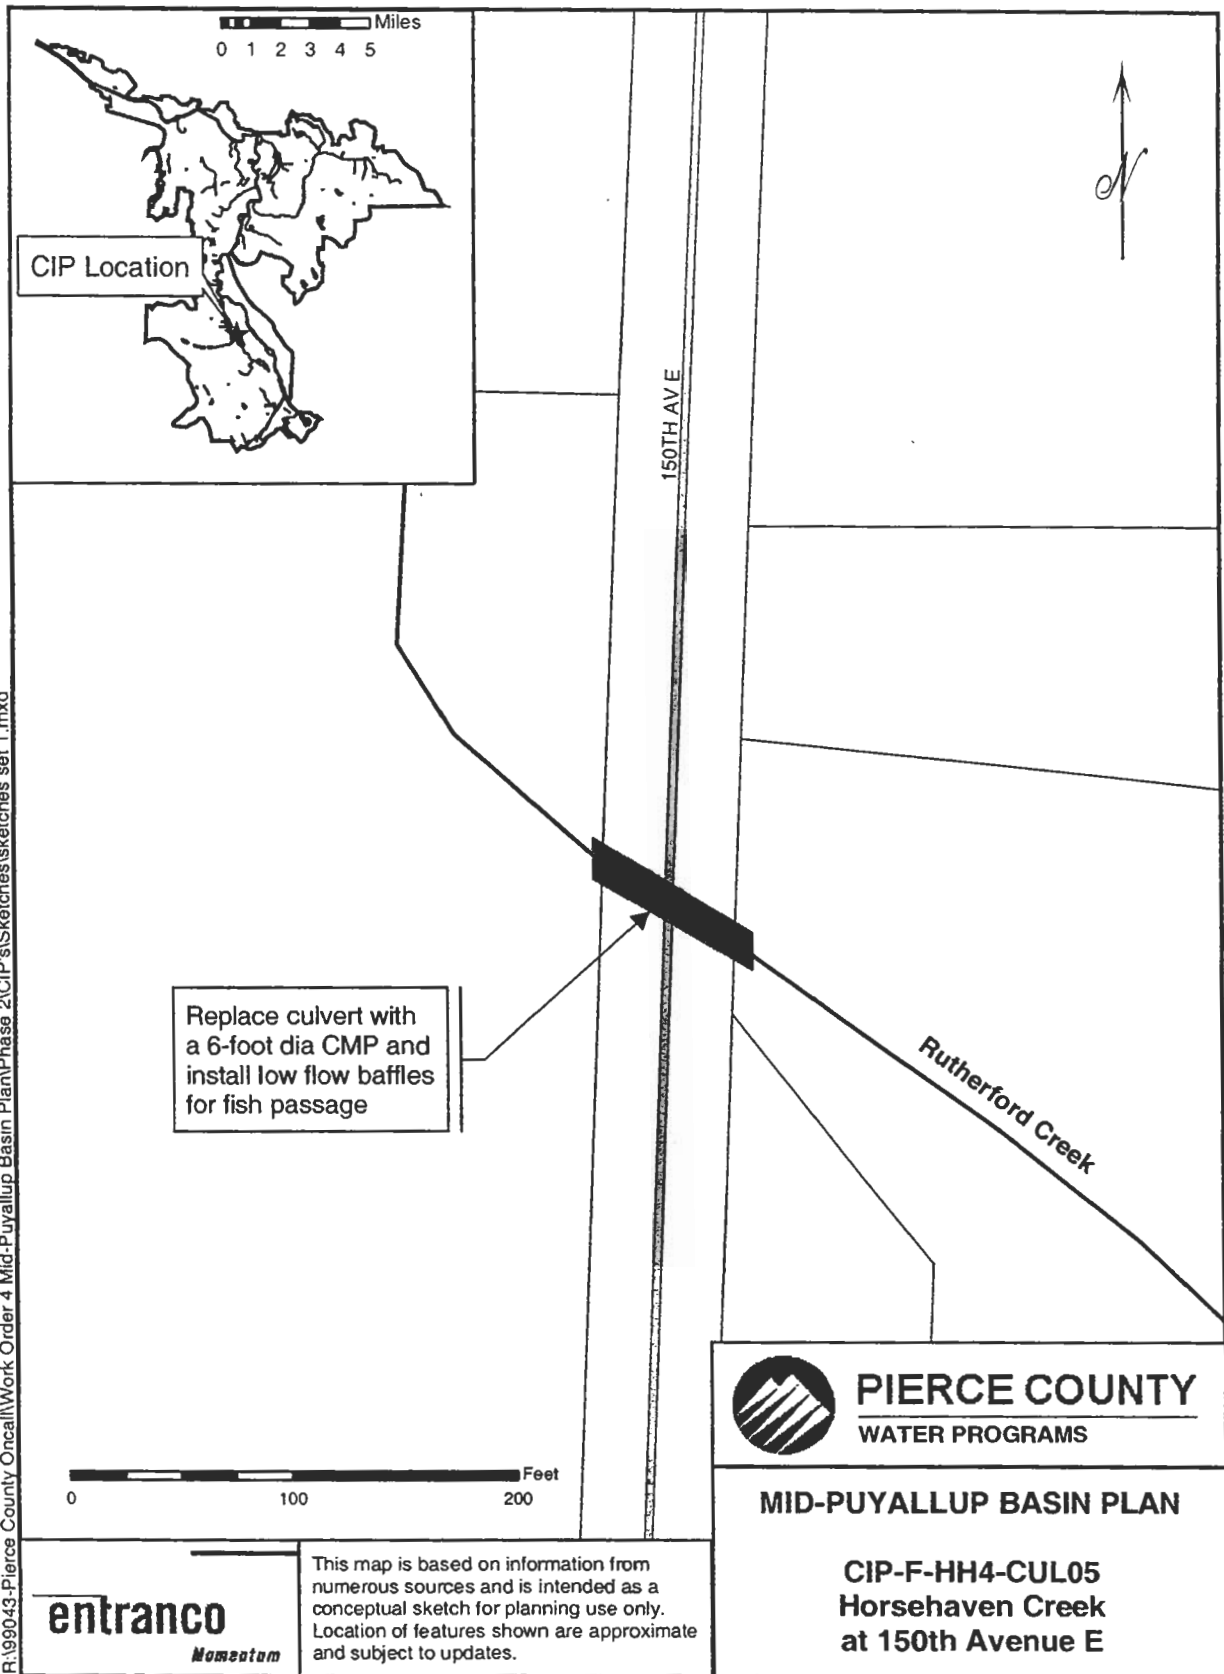 Miles
0 1 2 3 4 5
CIP Location
N
150TH AV E
Replace culvert with
a 6-foot dia CMP and
install low flow baffles
for fish passage
Rutherford Creek
R:\99043-Pierce County Oncall\Work Order 4 Mid-Puyallup Basin Plan\Phase 2\CIP's\Sketches\sketches set 1.mxd
Feet
0 100 200
PIERCE COUNTY
WATER PROGRAMS
MID-PUYALLUP BASIN PLAN
CIP-F-HH4-CUL05
Horsehaven Creek
at 150th Avenue E
entranco
Momentum
This map is based on information from
numerous sources and is intended as a
conceptual sketch for planning use only.
Location of features shown are approximate
and subject to updates.